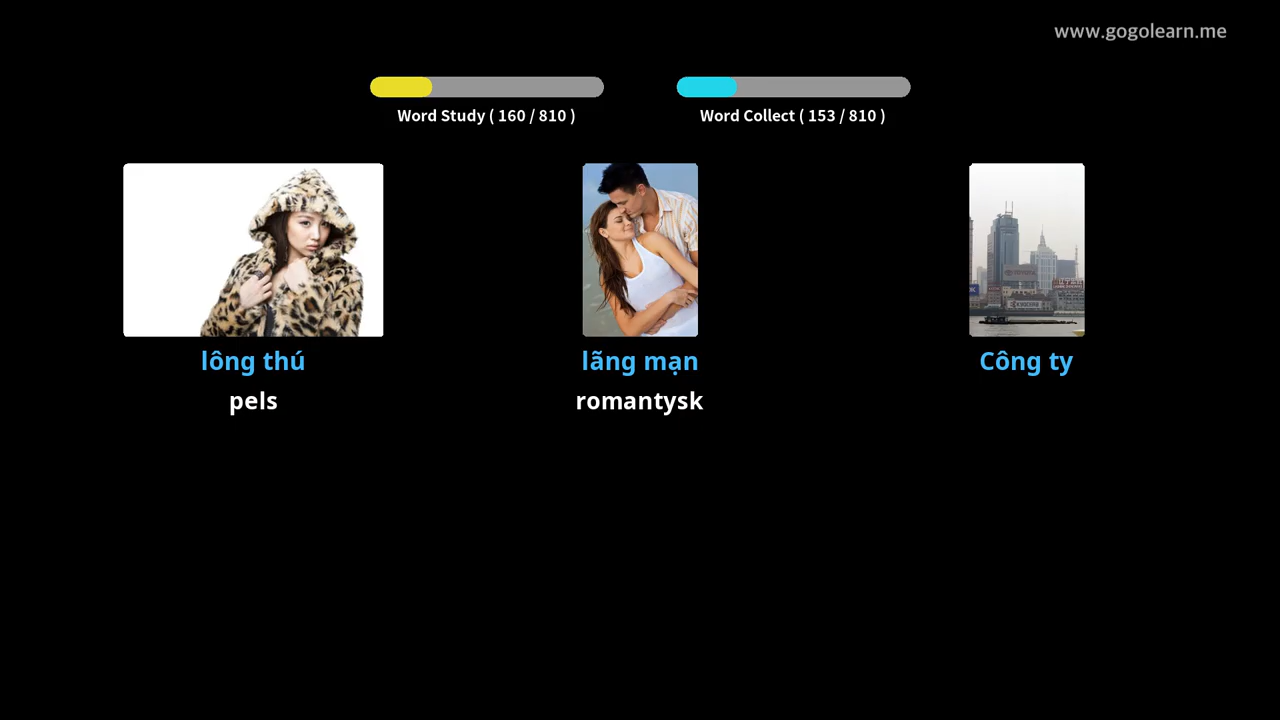 www.gogolearn.me
Word Study ( 160 / 810 )
Word Collect ( 153 / 810 )
TOYOTA
lông thú
lãng mạn
Công ty
pels
romantysk